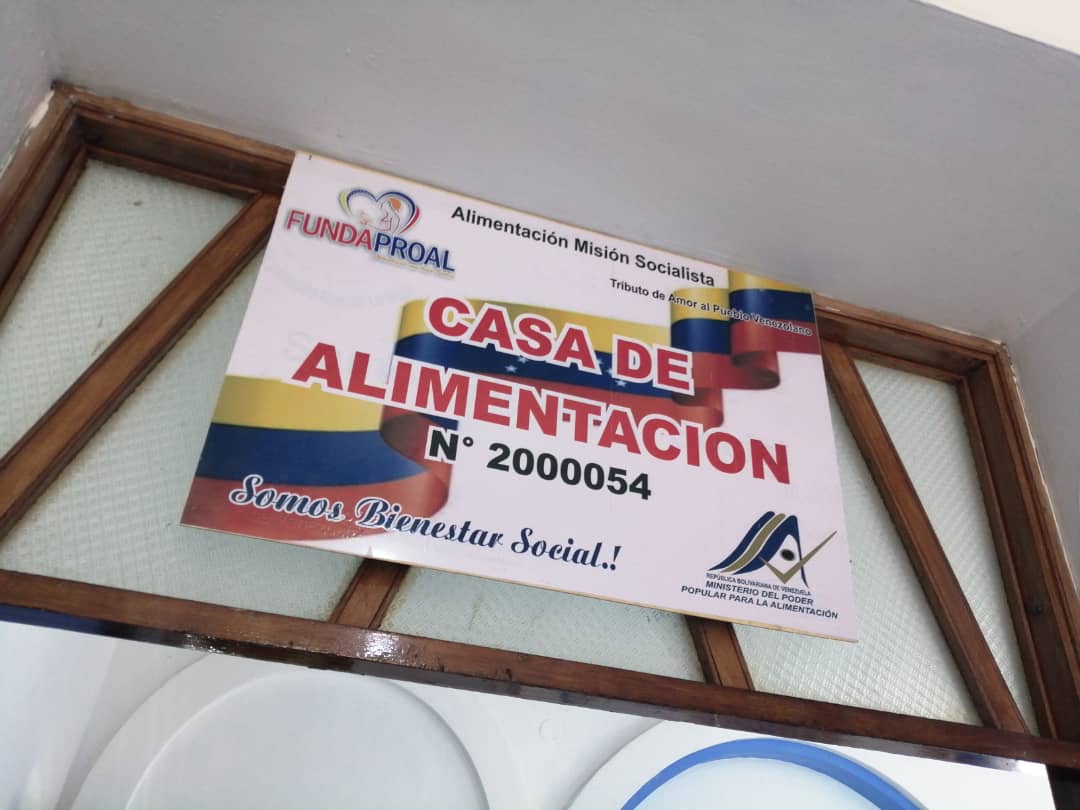 FUNDAPROAL
Alimentación Misión Socialista
Tributo de Amor al Pueblo Venezolano
CASA DE
ALIMENTACION
N° 2000054
Somos Bienestar Social.!
REPÚBLICA BOLIVARIANA DE VENEZUELA
MINISTERIO DEL PODER
POPULAR PARA LA ALIMENTACIÓN